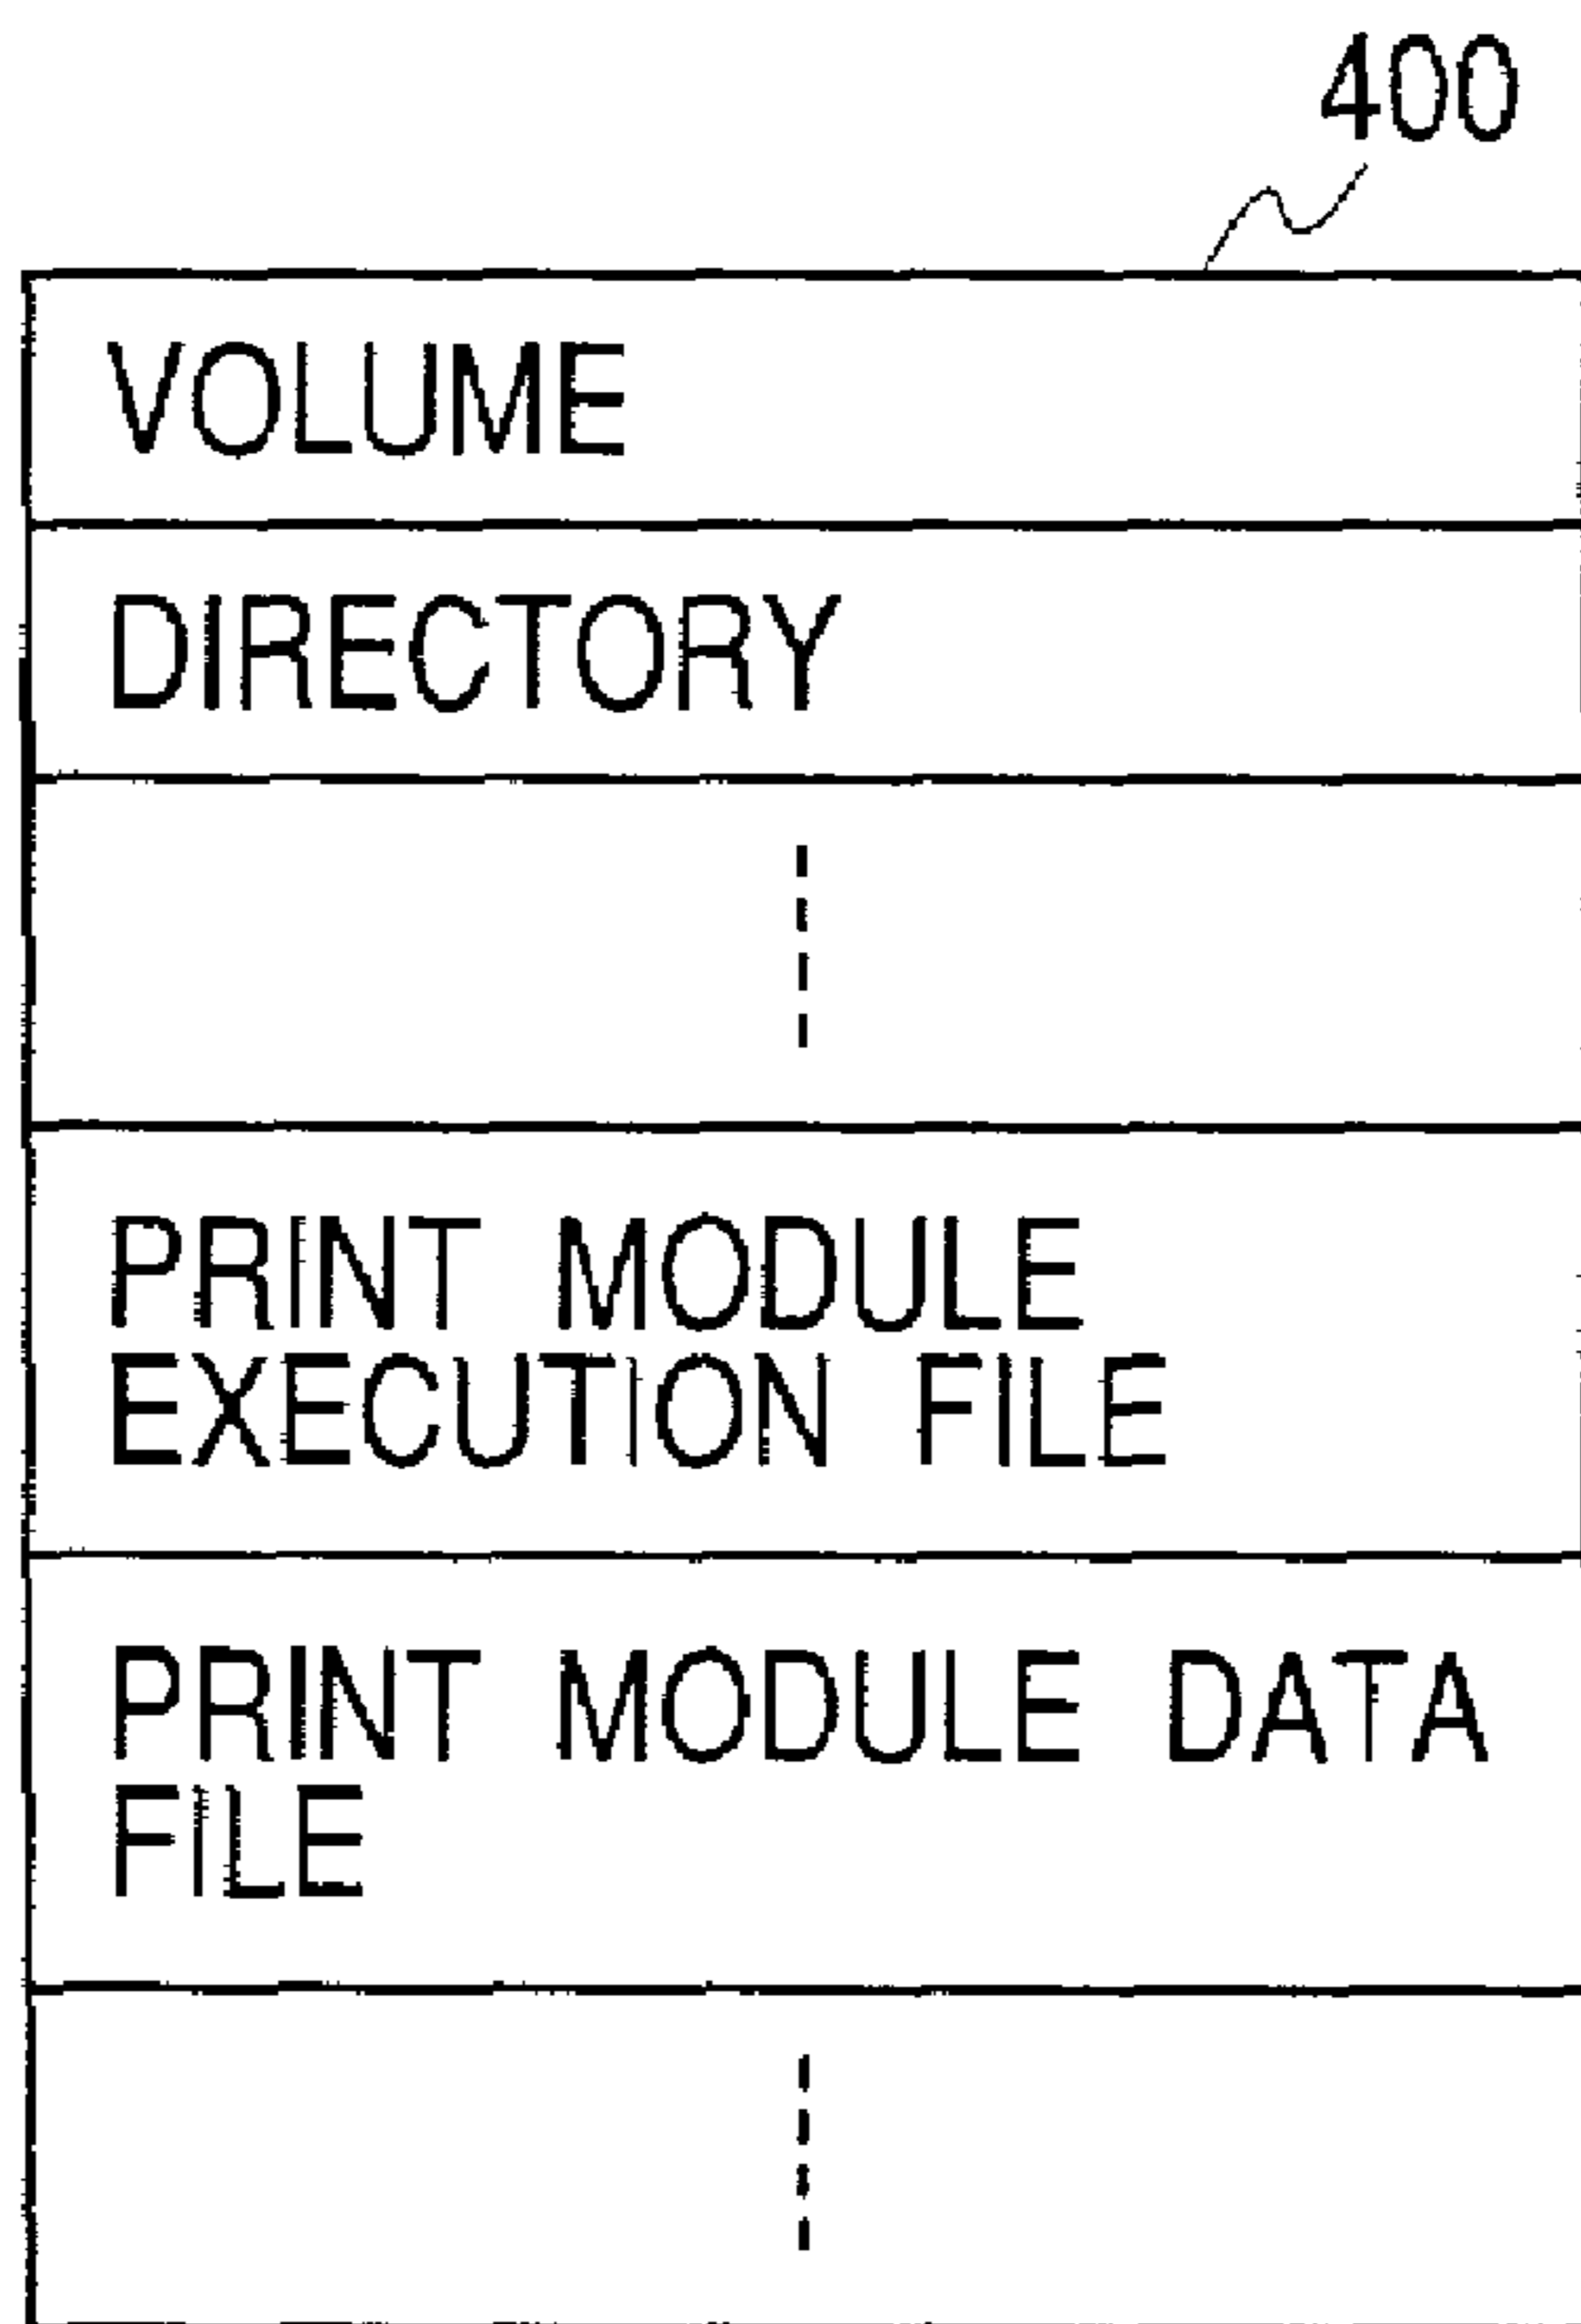 400
VOLUME
DIRECTORY
PRINT MODULE
EXECUTION FILE
PRINT MODULE DATA
FILE